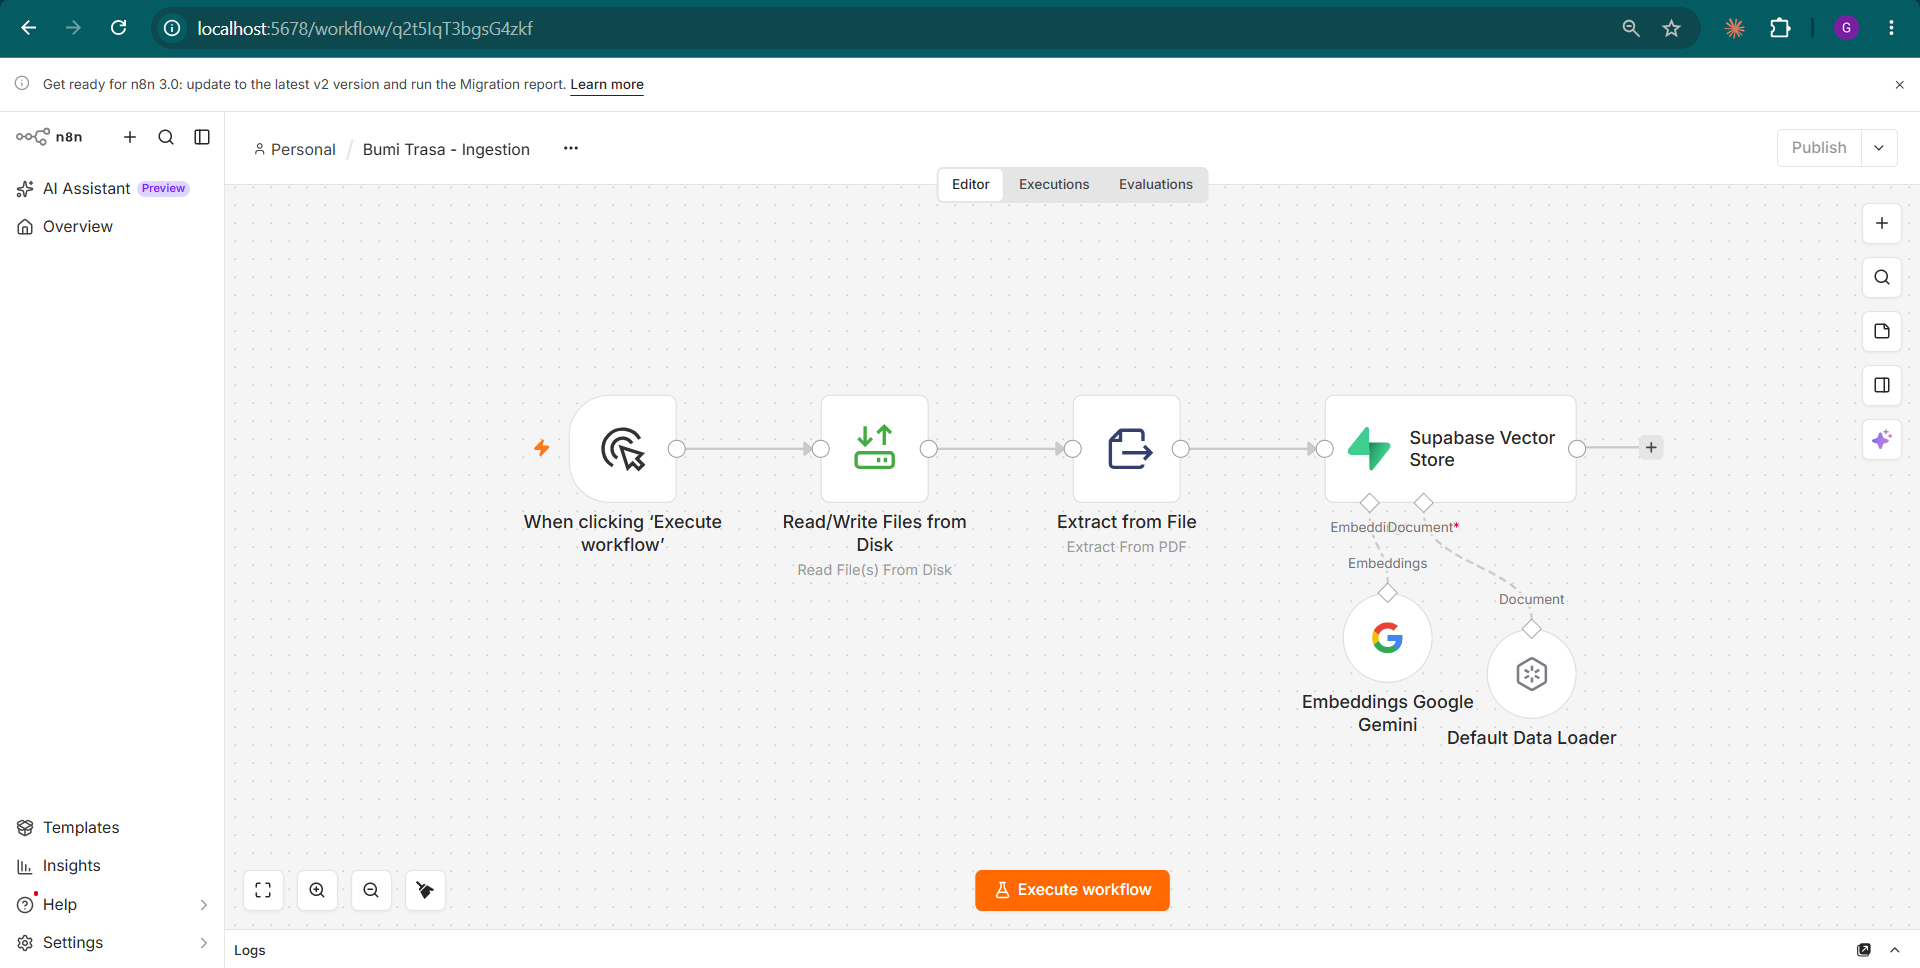 localhost:5678/workflow/q2t5IqT3bgsG4zkf
G
Get ready for n8n 3.0: update to the latest v2 version and run the Migration report. Learn more
n8n
Personal / Bumi Trasa - Ingestion
Publish
AI Assistant Preview
Overview
Editor
Executions
Evaluations
When clicking ‘Execute
workflow’
Read/Write Files from
Disk
Read File(s) From Disk
Extract from File
Extract From PDF
Supabase Vector
Store
Document*
Embeddings
Document
Embeddings Google
Gemini
Default Data Loader
Templates
Insights
Help
Settings
Execute workflow
Logs